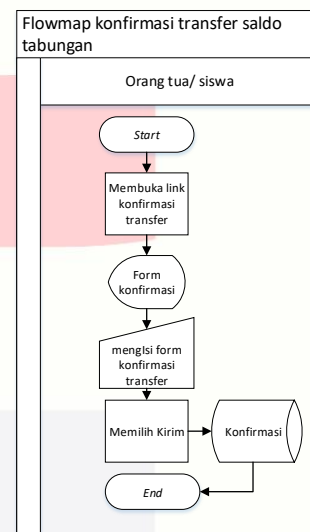 Flowmap konfirmasi transfer saldo
tabungan
Orang tua/ siswa
Start
Membuka link
konfirmasi
transfer
Form
konfirmasi
mengIsi form
konfirmasi
transfer
Memilih Kirim
Konfirmasi
End